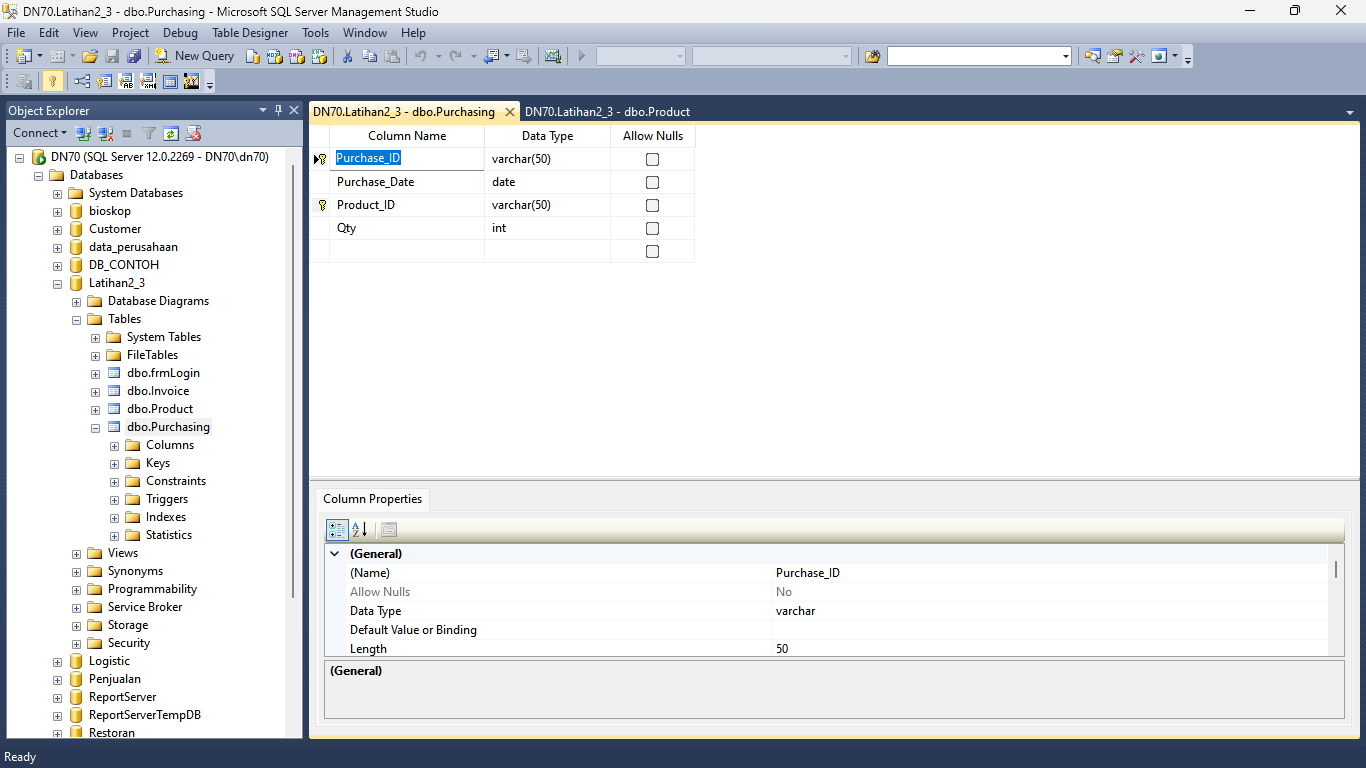 DN70.Latihan2_3 - dbo.Purchasing - Microsoft SQL Server Management Studio
File Edit View Project Debug Table Designer Tools Window Help
New Query
Object Explorer
Connect
DN70 (SQL Server 12.0.2269 - DN70\dn70)
Databases
System Databases
bioskop
Customer
data_perusahaan
DB_CONTOH
Latihan2_3
Database Diagrams
Tables
System Tables
FileTables
dbo.frmLogin
dbo.Invoice
dbo.Product
dbo.Purchasing
Columns
Keys
Constraints
Triggers
Indexes
Statistics
Views
Synonyms
Programmability
Service Broker
Storage
Security
Logistic
Penjualan
ReportServer
ReportServerTempDB
Restoran
DN70.Latihan2_3 - dbo.Purchasing DN70.Latihan2_3 - dbo.Product
Column Name Data Type Allow Nulls
Purchase_ID varchar(50)
Purchase_Date date
Product_ID varchar(50)
Qty int
Column Properties
(General)
(Name) Purchase_ID
Allow Nulls No
Data Type varchar
Default Value or Binding
Length 50
(General)
Ready